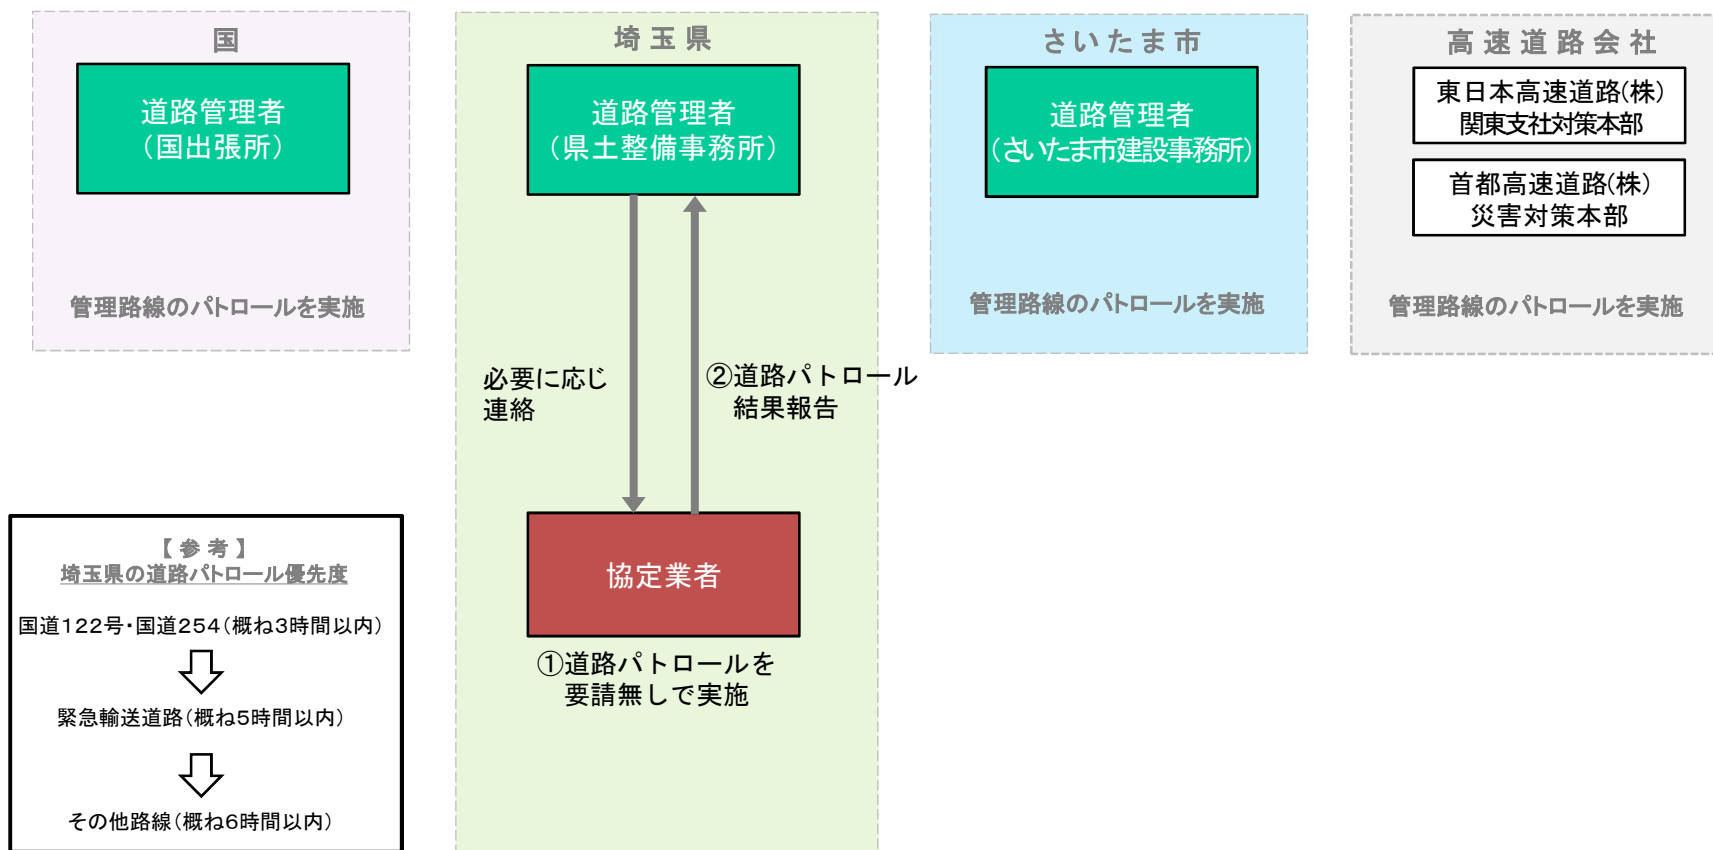 国
道路管理者
（国出張所）
管理路線のパトロールを実施
埼玉県
道路管理者
（県土整備事務所）
必要に応じ
連絡
②道路パトロール
結果報告
協定業者
①道路パトロールを
要請無しで実施
さいたま市
道路管理者
（さいたま市建設事務所）
管理路線のパトロールを実施
高速道路会社
東日本高速道路(株)
関東支社対策本部
首都高速道路(株)
災害対策本部
管理路線のパトロールを実施
【参考】
埼玉県の道路パトロール優先度
国道122号・国道254（概ね3時間以内）
緊急輸送道路（概ね5時間以内）
その他路線（概ね6時間以内）